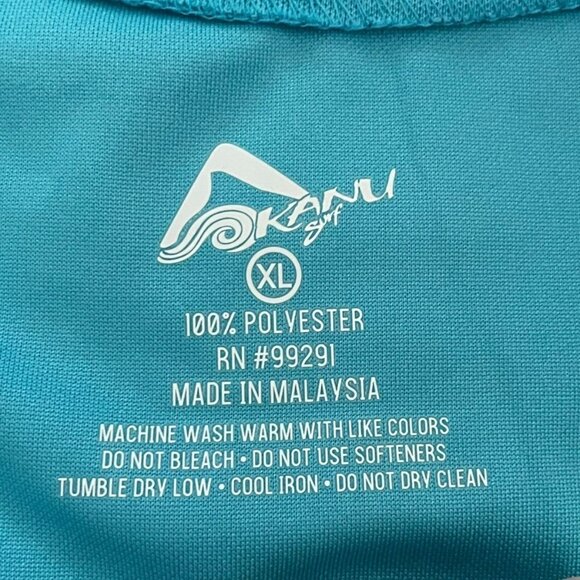 KANU
Surf
XL
100% POLYESTER
RN #99291
MADE IN MALAYSIA
MACHINE WASH WARM WITH LIKE COLORS
DO NOT BLEACH • DO NOT USE SOFTENERS
TUMBLE DRY LOW • COOL IRON • DO NOT DRY CLEAN